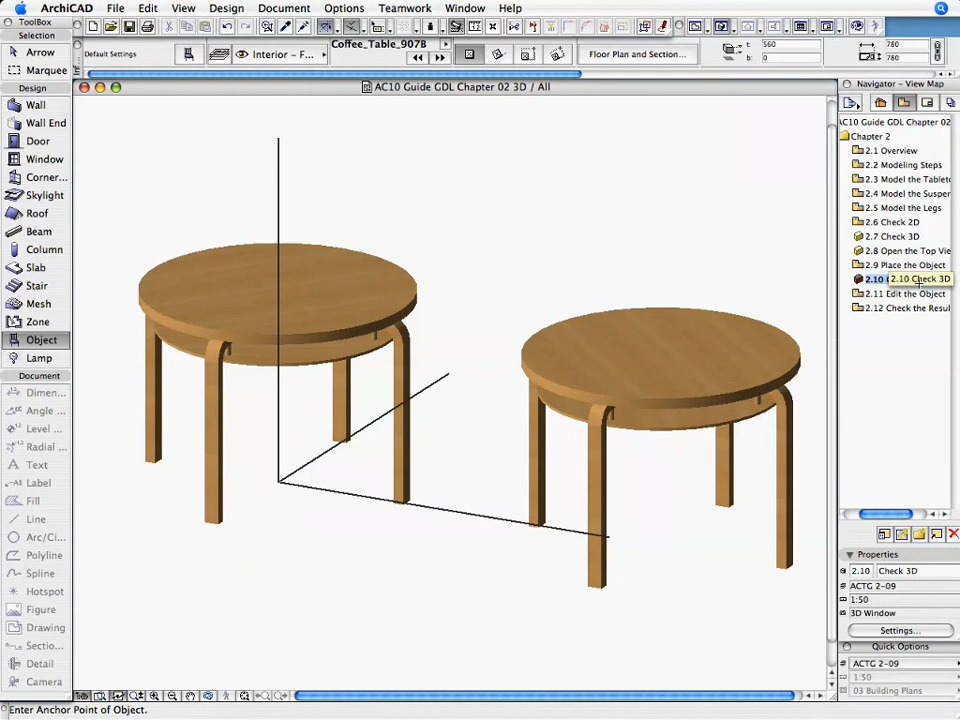 ArchiCAD File Edit View Design Document Options Teamwork Window Help
ToolBox
Selection
Arrow
Marquee
Design
Wall
Wall End
Door
Window
Corner...
Skylight
Roof
Beam
Column
Slab
Stair
Mesh
Zone
Object
Lamp
Document
Dimen...
Angle ...
Level ...
Radial ...
Text
Label
Fill
Line
Arc/Ci...
Polyline
Spline
Hotspot
Figure
Drawing
Sectio...
Detail
Camera
Default Settings
Interior - F...
Coffee_Table_907B
Floor Plan and Section...
t: 560
b: 0
780
780
AC10 Guide GDL Chapter 02 3D / All
Navigator - View Map
AC10 Guide GDL Chapter 02
Chapter 2
2.1 Overview
2.2 Modeling Steps
2.3 Model the Tablet
2.4 Model the Suspe
2.5 Model the Legs
2.6 Check 2D
2.7 Check 3D
2.8 Open the Top Vie
2.9 Place the Object
2.10
2.10 Check 3D
2.11 Edit the Object
2.12 Check the Resul
Properties
2.10 Check 3D
ACTG 2-09
1:50
3D Window
Settings...
Quick Options
ACTG 2-09
1:50
03 Building Plans
Enter Anchor Point of Object.